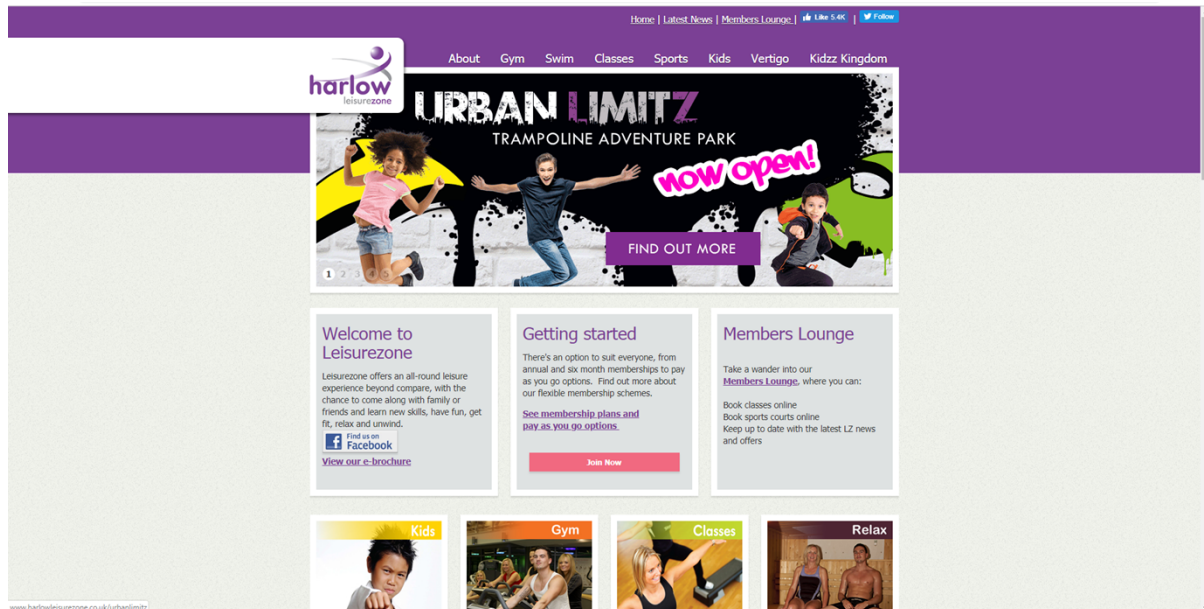 Home | Latest News | Members Lounge | Like 5.4K | Follow
harlow
leisurezone
About Gym Swim Classes Sports Kids Vertigo Kidzz Kingdom
URBAN LIMITZ
TRAMPOLINE ADVENTURE PARK
now open!
FIND OUT MORE
1 2 3 4 5
Welcome to
Leisurezone
Leisurezone offers an all-round leisure
experience beyond compare, with the
chance to come along with family or
friends and learn new skills, have fun, get
fit, relax and unwind.
Find us on
Facebook
View our e-brochure
Getting started
There's an option to suit everyone, from
annual and six month memberships to pay
as you go options. Find out more about
our flexible membership schemes.
See membership plans and
pay as you go options
Join Now
Members Lounge
Take a wander into our
Members Lounge, where you can:
Book classes online
Book sports courts online
Keep up to date with the latest LZ news
and offers
Kids
Gym
Classes
Relax
www.harlowleisurezone.co.uk/urbanlimitz